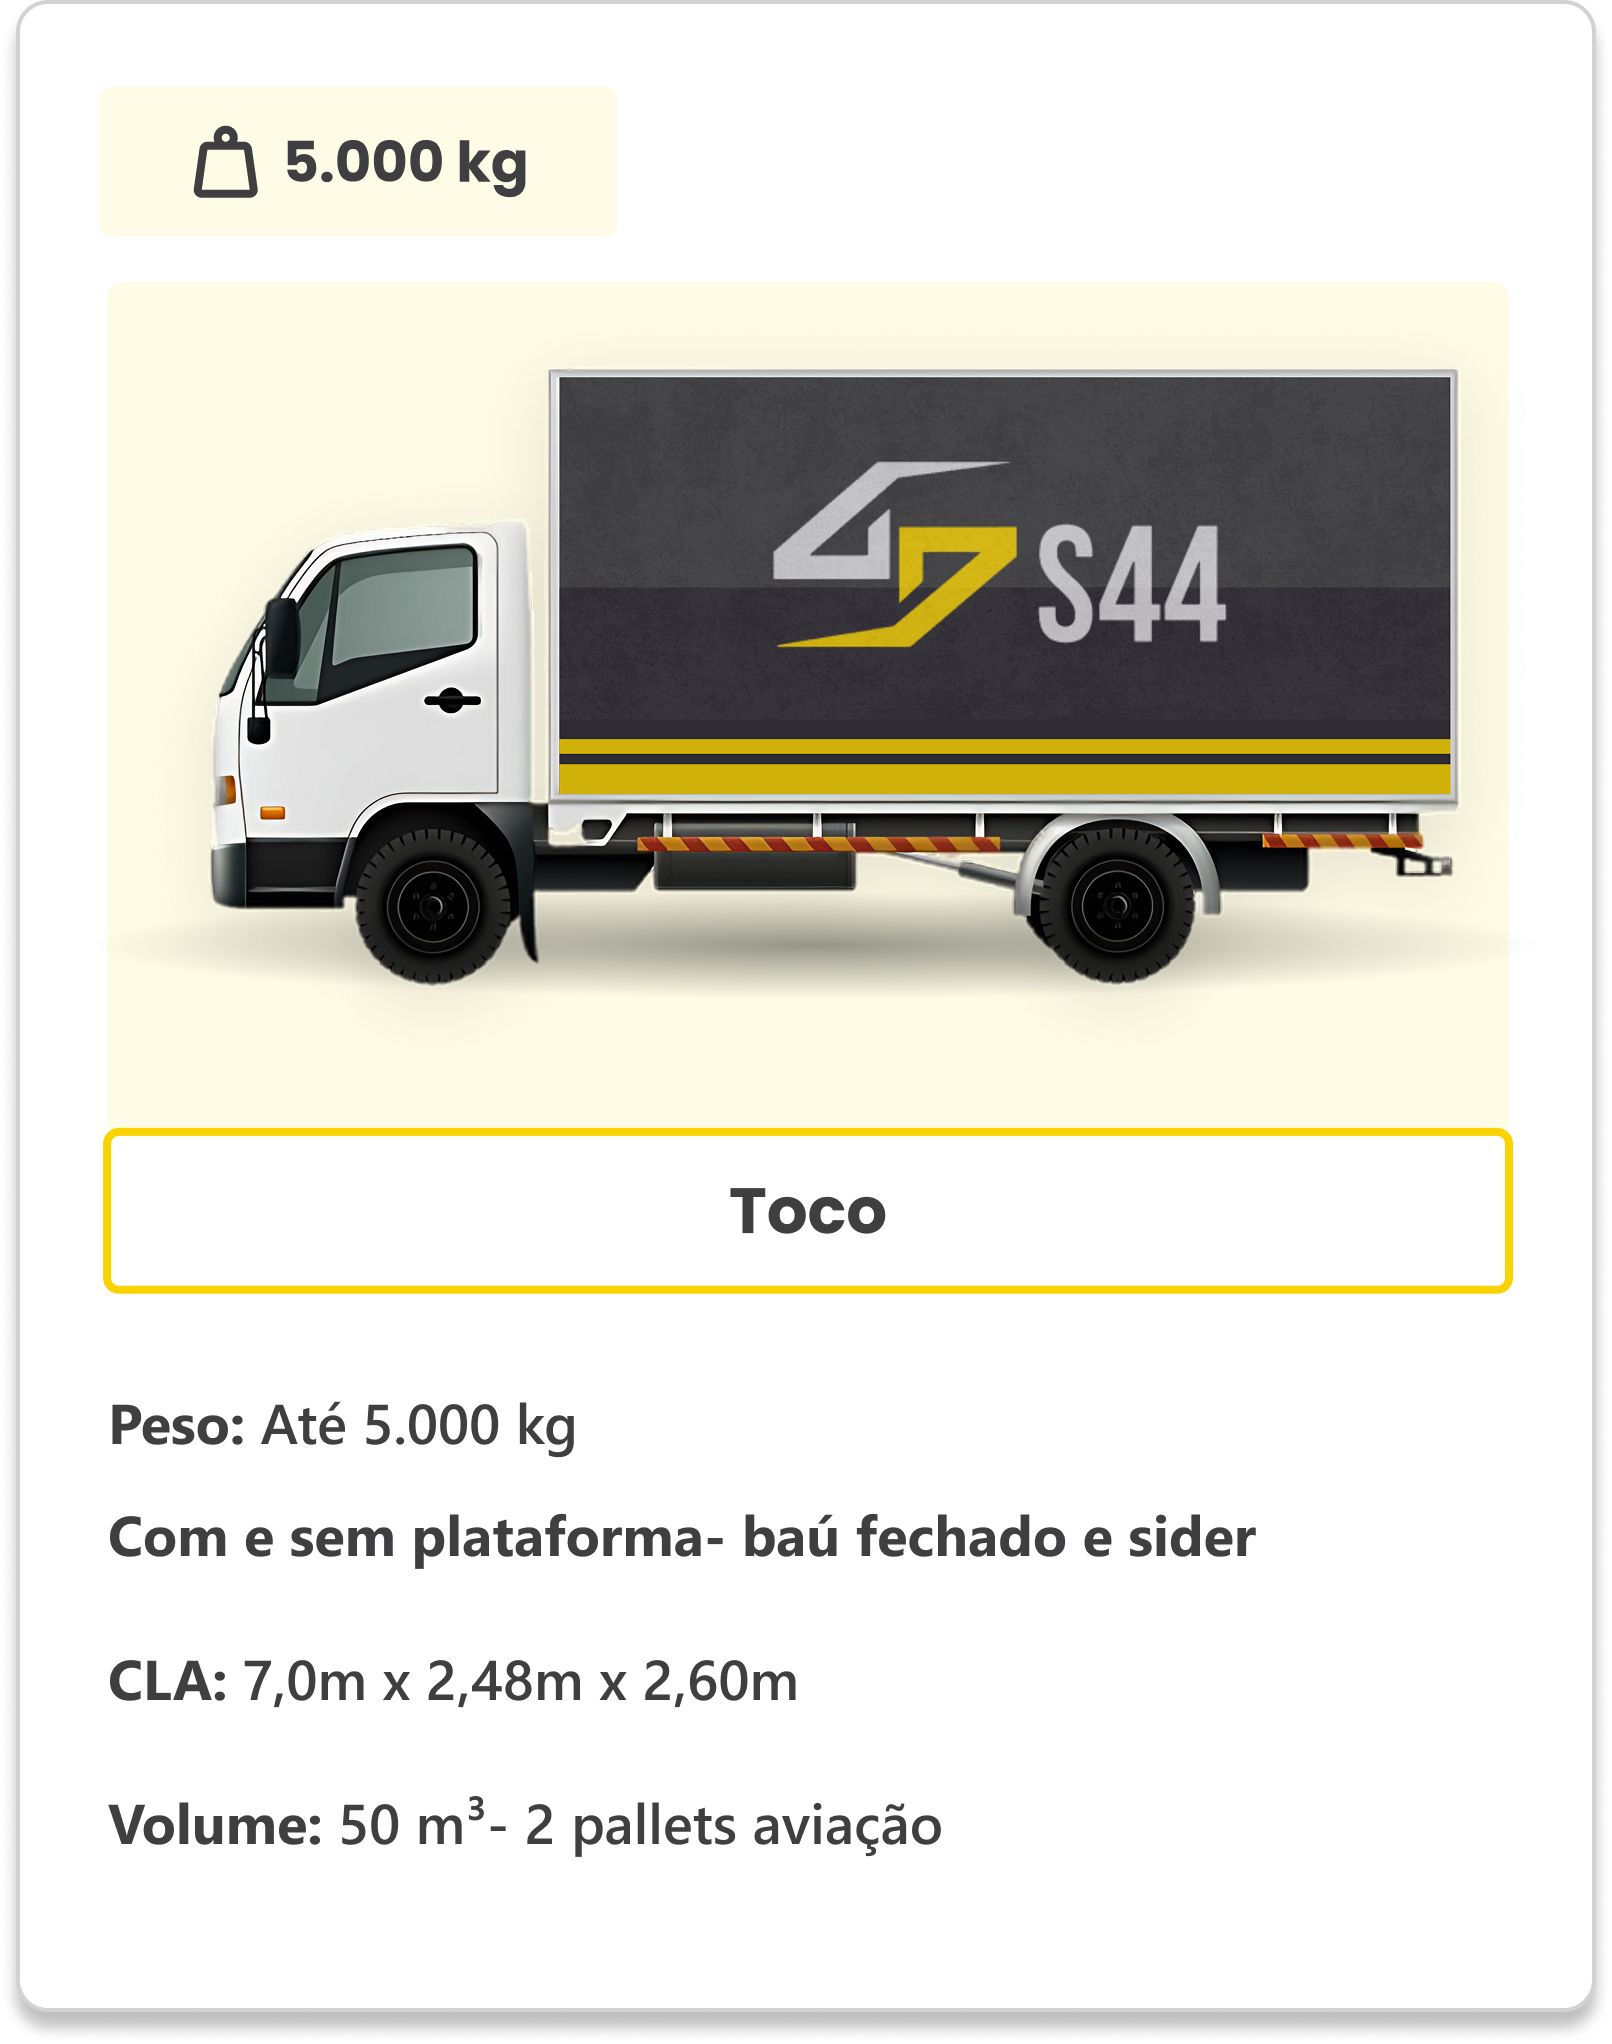 5.000 kg
S44
Toco
Peso: Até 5.000 kg
Com e sem plataforma- baú fechado e sider
CLA: 7,0m x 2,48m x 2,60m
Volume: 50 m³- 2 pallets aviação